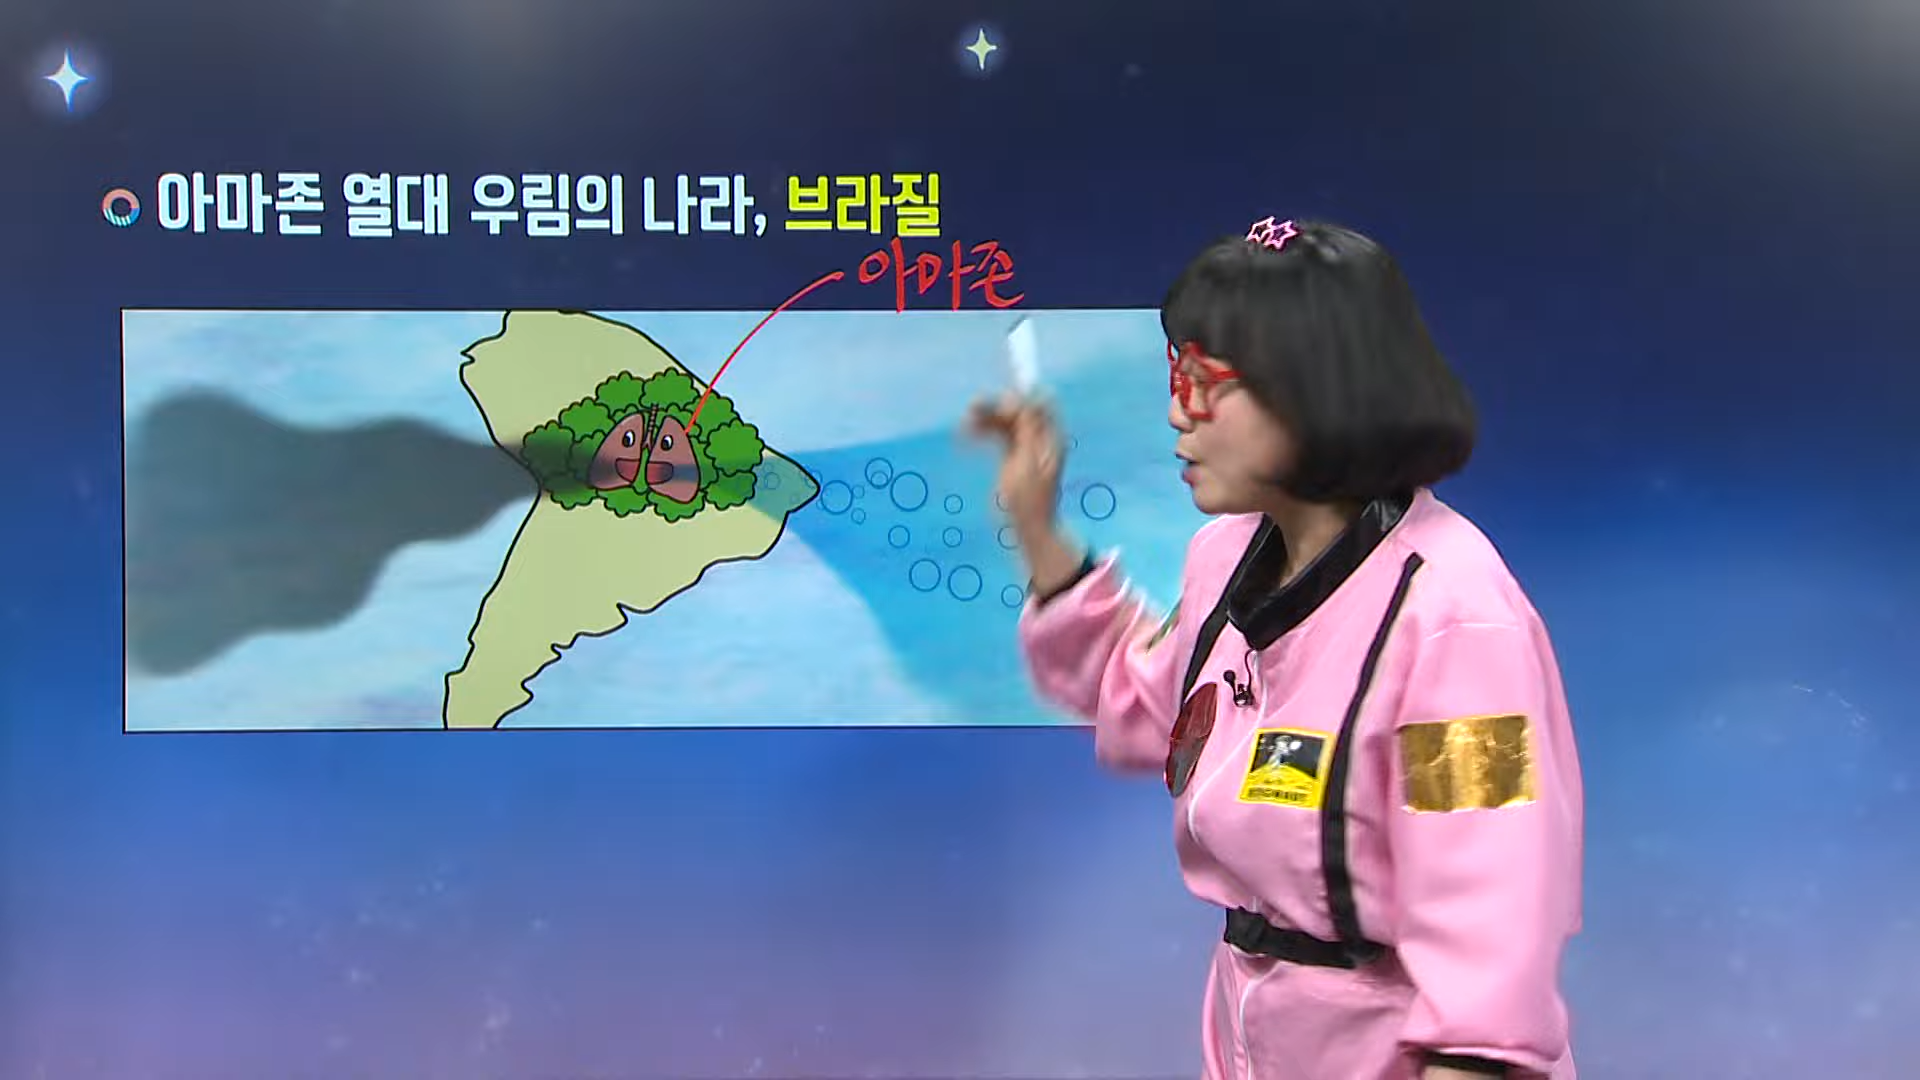 아마존 열대 우림의 나라, 브라질
아마존